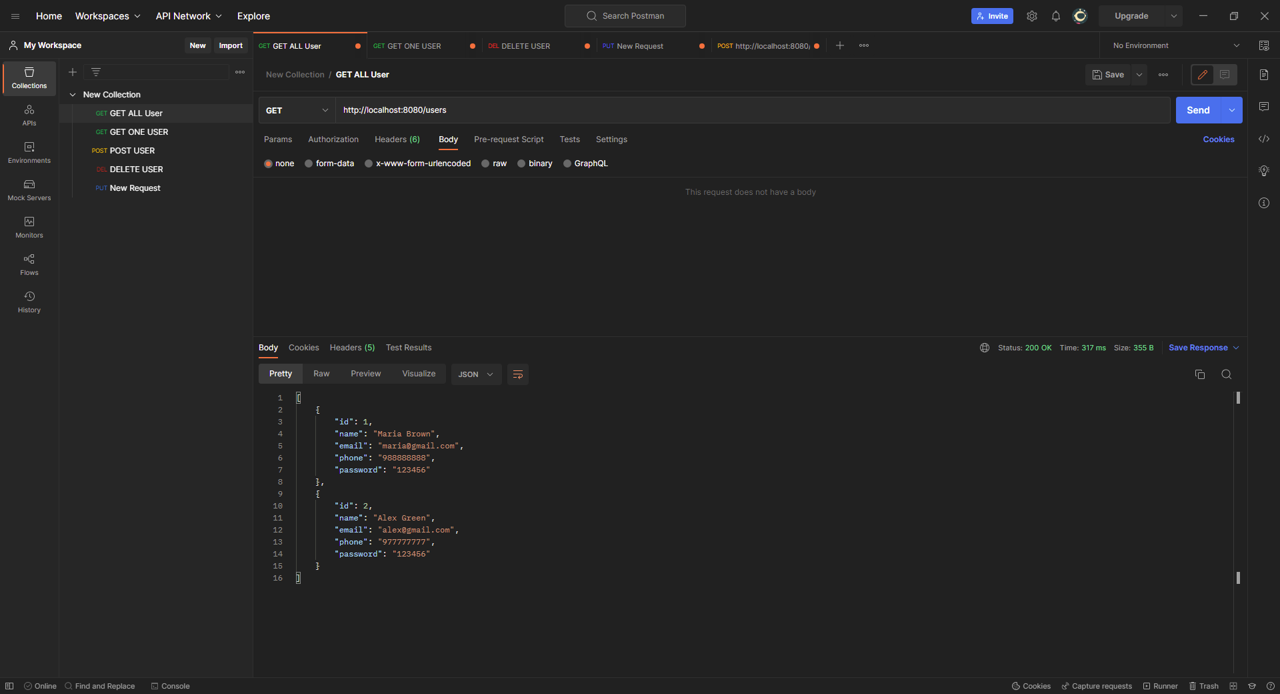 Home Workspaces API Network Explore Search Postman Invite Upgrade
My Workspace New Import GET GET ALL User GET GET ONE USER DEL DELETE USER PUT New Request POST http://localhost:8080/ No Environment
Collections
APIs
Environments
Mock Servers
Monitors
Flows
History
New Collection
GET GET ALL User
GET GET ONE USER
POST POST USER
DEL DELETE USER
PUT New Request
New Collection / GET ALL User Save
GET http://localhost:8080/users Send
Params Authorization Headers (6) Body Pre-request Script Tests Settings Cookies
none form-data x-www-form-urlencoded raw binary GraphQL
This request does not have a body
Body Cookies Headers (5) Test Results Status: 200 OK Time: 317 ms Size: 355 B Save Response
Pretty Raw Preview Visualize JSON
1 [
2 {
3 "id": 1,
4 "name": "Maria Brown",
5 "email": "maria@gmail.com",
6 "phone": "988888888",
7 "password": "123456"
8 },
9 {
10 "id": 2,
11 "name": "Alex Green",
12 "email": "alex@gmail.com",
13 "phone": "977777777",
14 "password": "123456"
15 }
16 ]
Online Find and Replace Console Cookies Capture requests Runner Trash